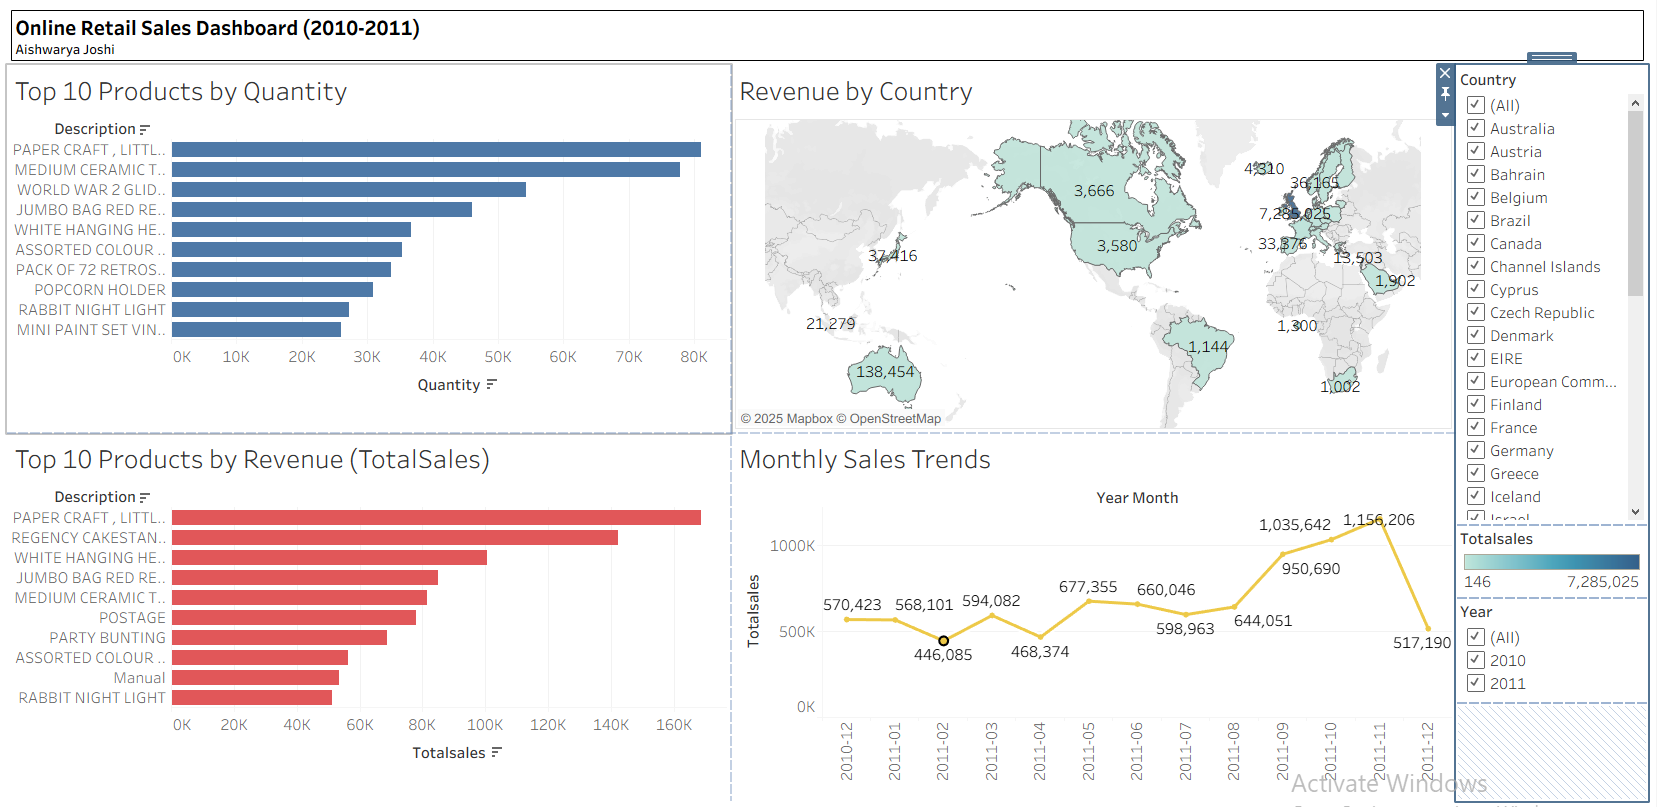 Online Retail Sales Dashboard (2010-2011)
Aishwarya Joshi
Top 10 Products by Quantity
Description
PAPER CRAFT , LITTL..
MEDIUM CERAMIC T..
WORLD WAR 2 GLID..
JUMBO BAG RED RE..
WHITE HANGING HE..
ASSORTED COLOUR ..
PACK OF 72 RETROS..
POPCORN HOLDER
RABBIT NIGHT LIGHT
MINI PAINT SET VIN..
0K 10K 20K 30K 40K 50K 60K 70K 80K
Quantity
Revenue by Country
4,310
36,165
3,666
7,285,025
3,580
33,376
37,416
13,503
1,902
21,279
1,300
1,144
138,454
1,002
© 2025 Mapbox © OpenStreetMap
Top 10 Products by Revenue (TotalSales)
Description
PAPER CRAFT , LITTL..
REGENCY CAKESTAN..
WHITE HANGING HE..
JUMBO BAG RED RE..
MEDIUM CERAMIC T..
POSTAGE
PARTY BUNTING
ASSORTED COLOUR ..
Manual
RABBIT NIGHT LIGHT
0K 20K 40K 60K 80K 100K 120K 140K 160K
Totalsales
Monthly Sales Trends
Year Month
Totalsales
1000K
500K
0K
570,423
568,101
446,085
594,082
468,374
677,355
660,046
598,963
644,051
950,690
1,035,642
1,156,206
517,190
2010-12
2011-01
2011-02
2011-03
2011-04
2011-05
2011-06
2011-07
2011-08
2011-09
2011-10
2011-11
2011-12
Country
(All)
Australia
Austria
Bahrain
Belgium
Brazil
Canada
Channel Islands
Cyprus
Czech Republic
Denmark
EIRE
European Comm...
Finland
France
Germany
Greece
Iceland
Israel
Totalsales
146 7,285,025
Year
(All)
2010
2011
Activate Windows